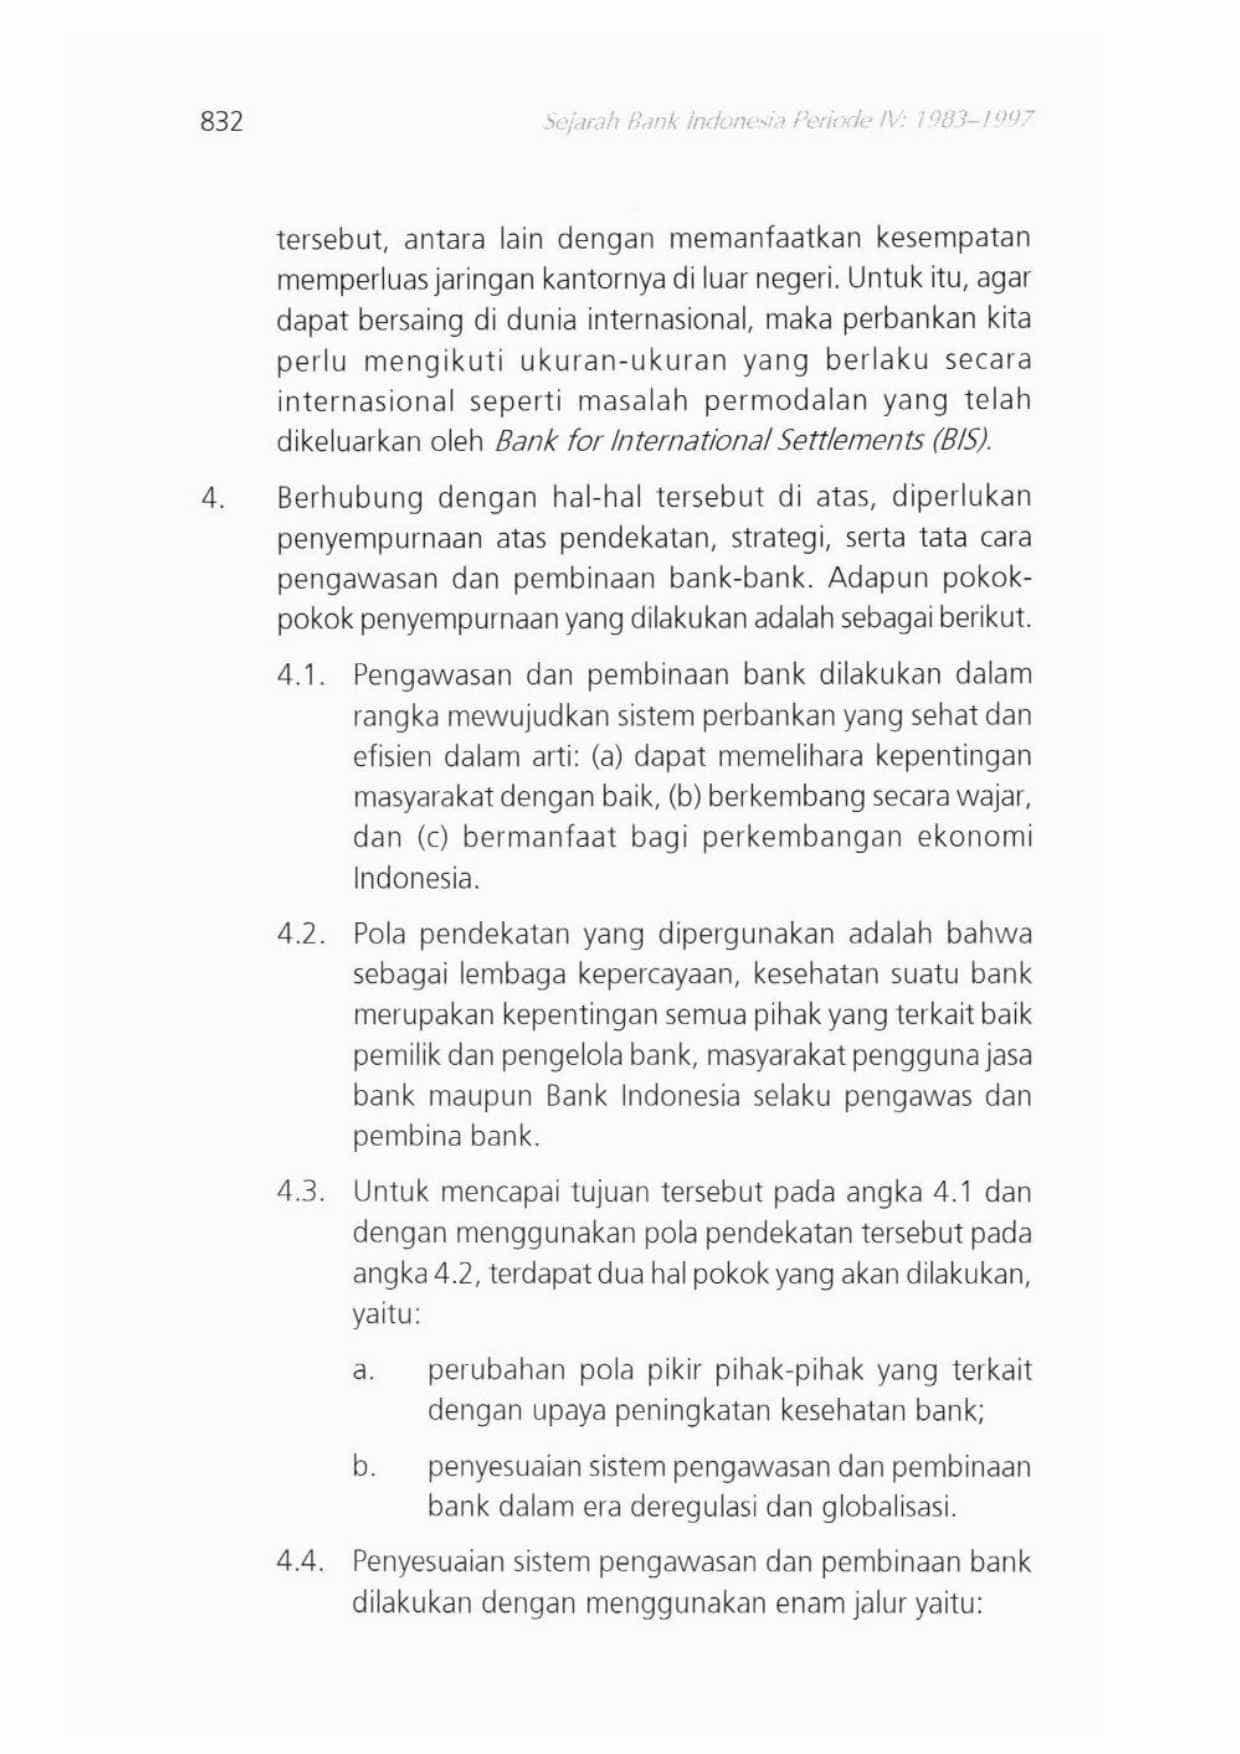 832
Sejarah Bank Indonesia Periode IV: 1983–1997
tersebut, antara lain dengan memanfaatkan kesempatan
memperluas jaringan kantornya di luar negeri. Untuk itu, agar
dapat bersaing di dunia internasional, maka perbankan kita
perlu mengikuti ukuran-ukuran yang berlaku secara
internasional seperti masalah permodalan yang telah
dikeluarkan oleh Bank for International Settlements (BIS).
4. Berhubung dengan hal-hal tersebut di atas, diperlukan
penyempurnaan atas pendekatan, strategi, serta tata cara
pengawasan dan pembinaan bank-bank. Adapun pokok-
pokok penyempurnaan yang dilakukan adalah sebagai berikut.
4.1. Pengawasan dan pembinaan bank dilakukan dalam
rangka mewujudkan sistem perbankan yang sehat dan
efisien dalam arti: (a) dapat memelihara kepentingan
masyarakat dengan baik, (b) berkembang secara wajar,
dan (c) bermanfaat bagi perkembangan ekonomi
Indonesia.
4.2. Pola pendekatan yang dipergunakan adalah bahwa
sebagai lembaga kepercayaan, kesehatan suatu bank
merupakan kepentingan semua pihak yang terkait baik
pemilik dan pengelola bank, masyarakat pengguna jasa
bank maupun Bank Indonesia selaku pengawas dan
pembina bank.
4.3. Untuk mencapai tujuan tersebut pada angka 4.1 dan
dengan menggunakan pola pendekatan tersebut pada
angka 4.2, terdapat dua hal pokok yang akan dilakukan,
yaitu:
a. perubahan pola pikir pihak-pihak yang terkait
dengan upaya peningkatan kesehatan bank;
b. penyesuaian sistem pengawasan dan pembinaan
bank dalam era deregulasi dan globalisasi.
4.4. Penyesuaian sistem pengawasan dan pembinaan bank
dilakukan dengan menggunakan enam jalur yaitu: